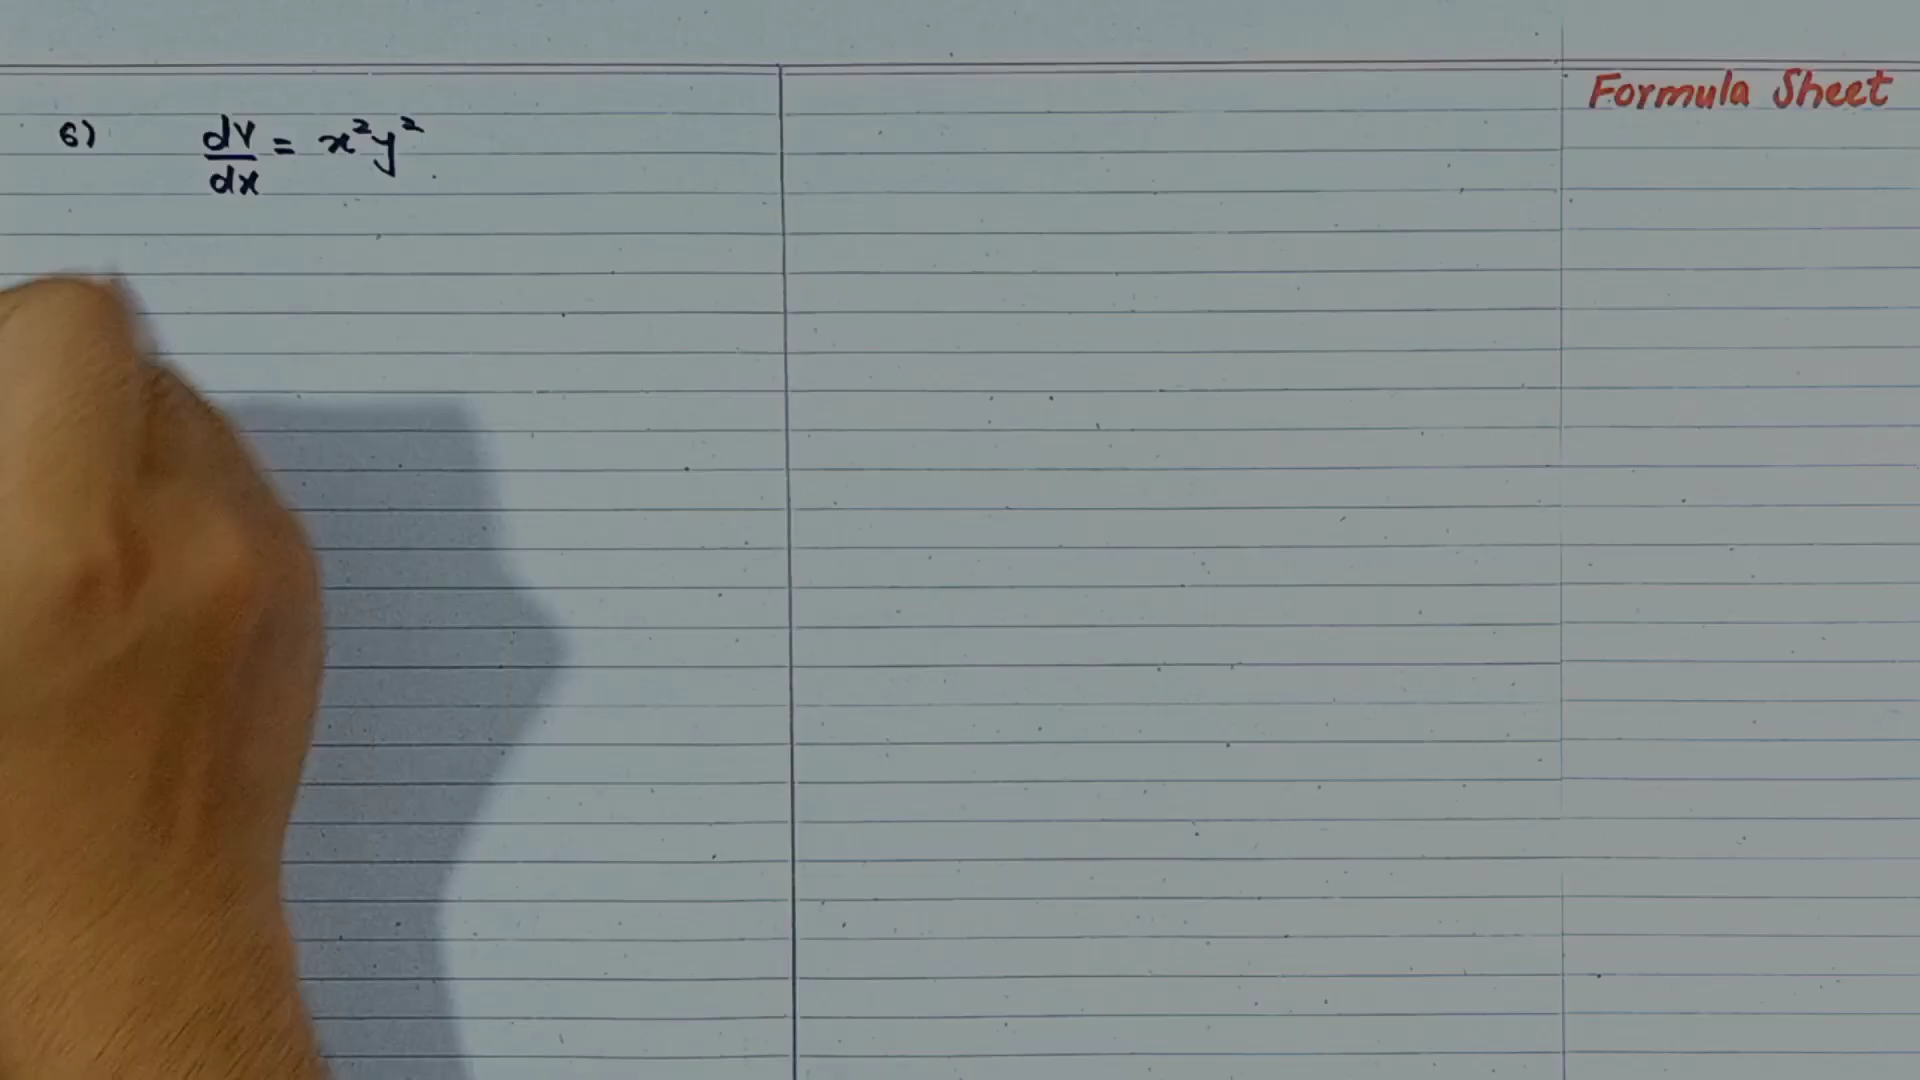 Formula Sheet
6) dy/dx = x²y²